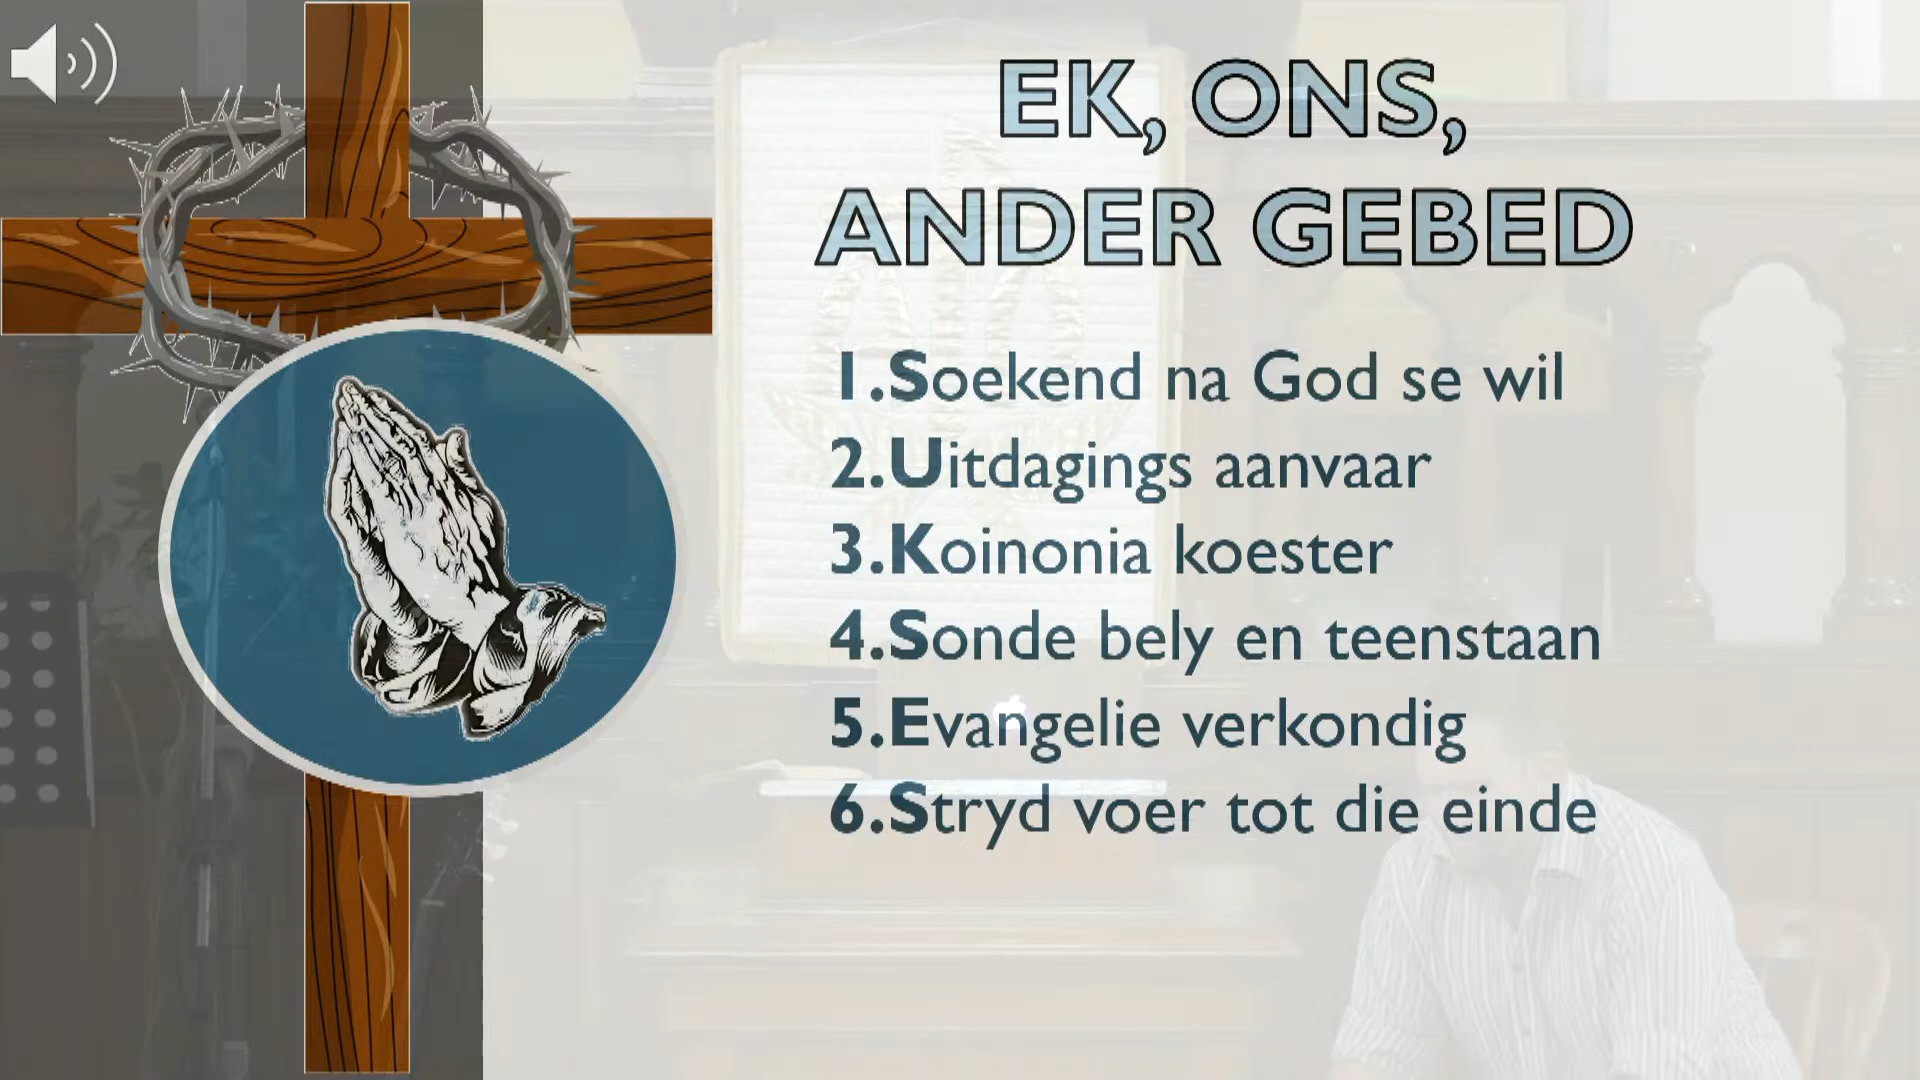 EK, ONS,
ANDER GEBED
1.Soekend na God se wil
2.Uitdagings aanvaar
3.Koinonia koester
4.Sonde bely en teenstaan
5.Evangelie verkondig
6.Stryd voer tot die einde